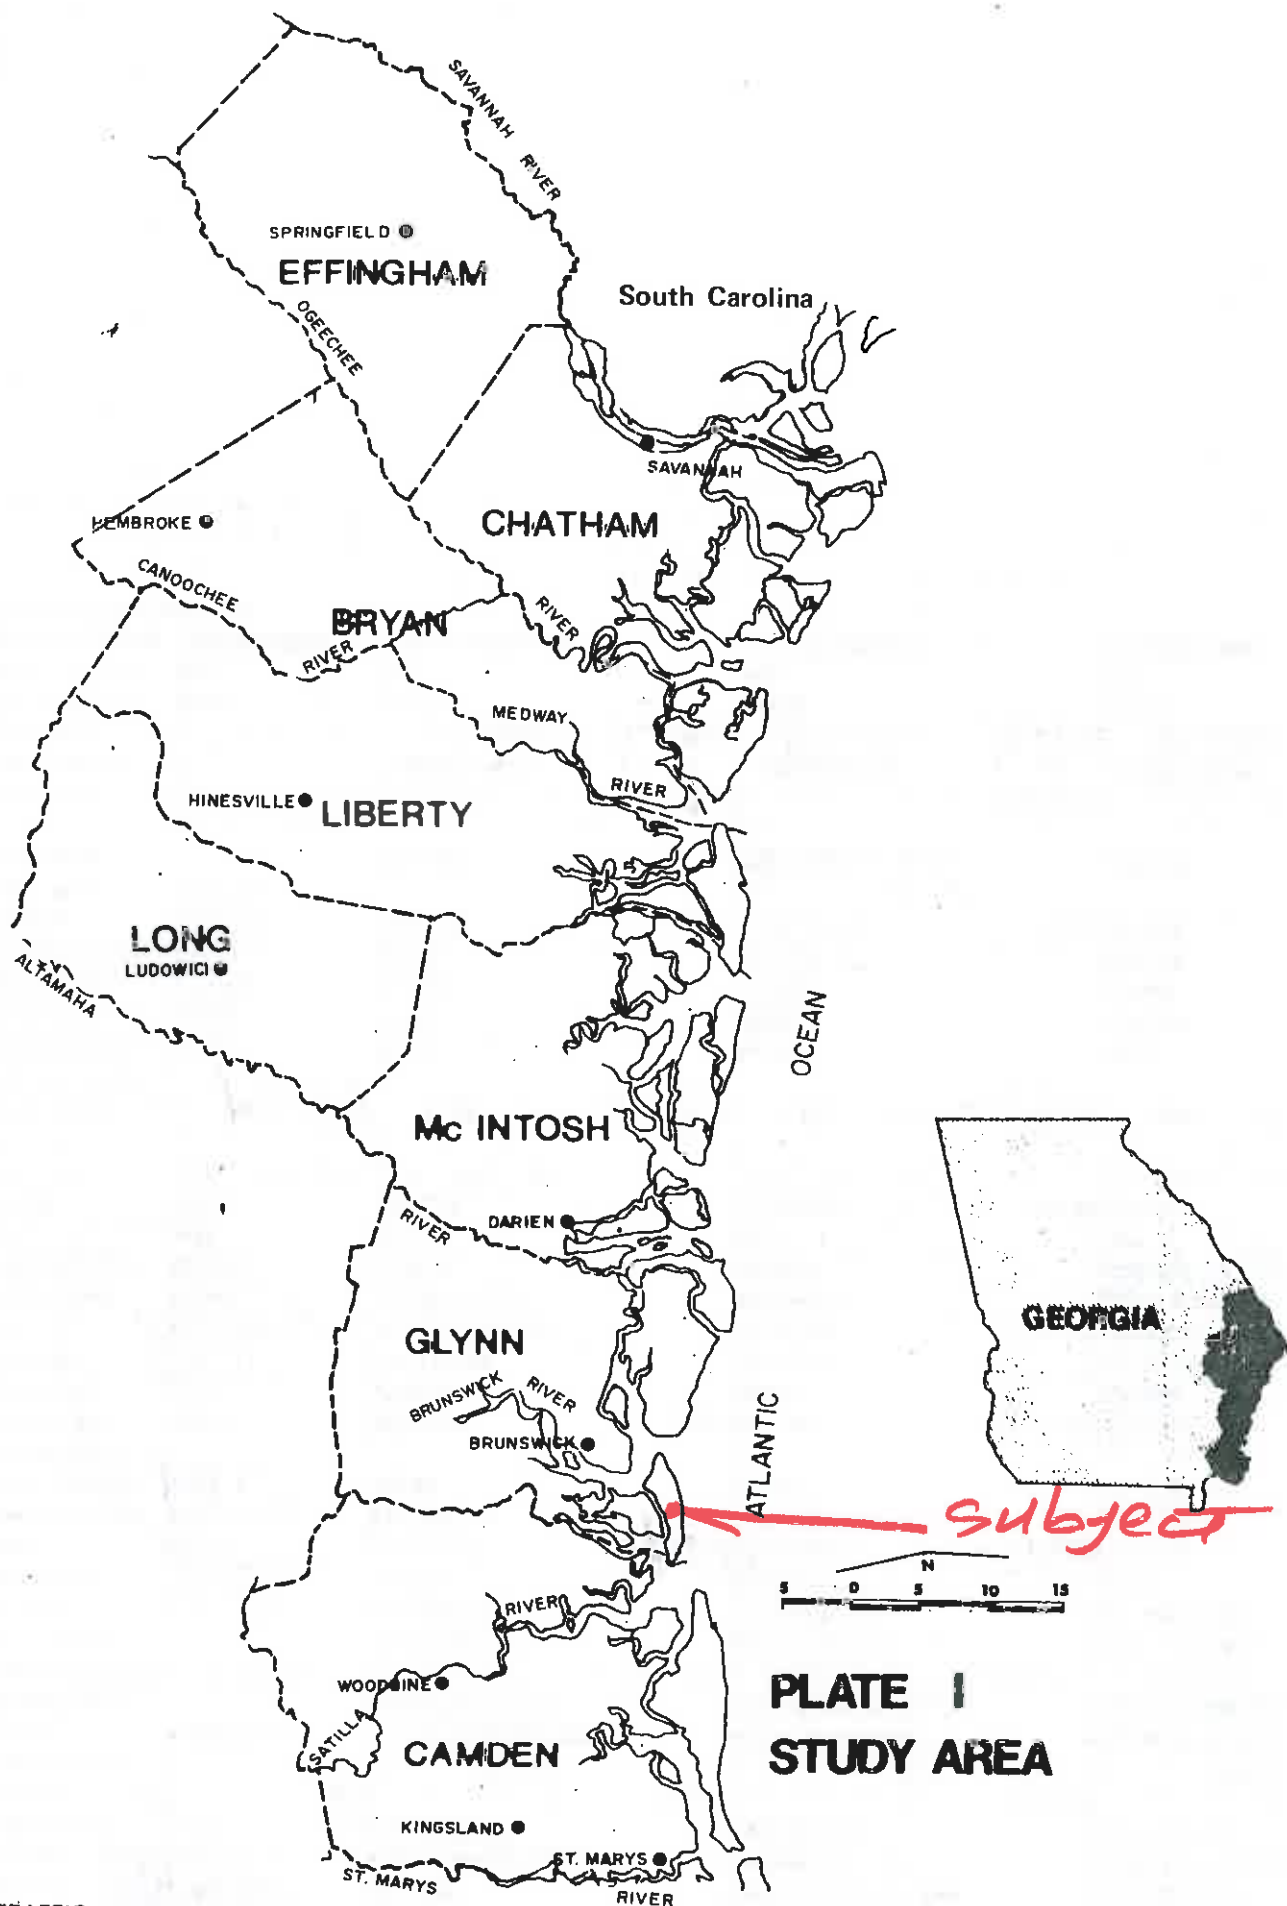 SAVANNAH RIVER
SPRINGFIELD
EFFINGHAM
South Carolina
OGEECHEE
SAVANNAH
PEMBROKE
CHATHAM
CANOOCHEE
RIVER
BRYAN
RIVER
MEDWAY
RIVER
HINESVILLE
LIBERTY
LONG
LUDOWICI
ALTAMAHA
OCEAN
Mc INTOSH
DARIEN
RIVER
GEORGIA
GLYNN
BRUNSWICK RIVER
BRUNSWICK
ATLANTIC
subject
N
5 0 5 10 15
RIVER
WOODBINE
PLATE I
SATILLA
CAMDEN
STUDY AREA
KINGSLAND
ST. MARYS
ST. MARYS
RIVER